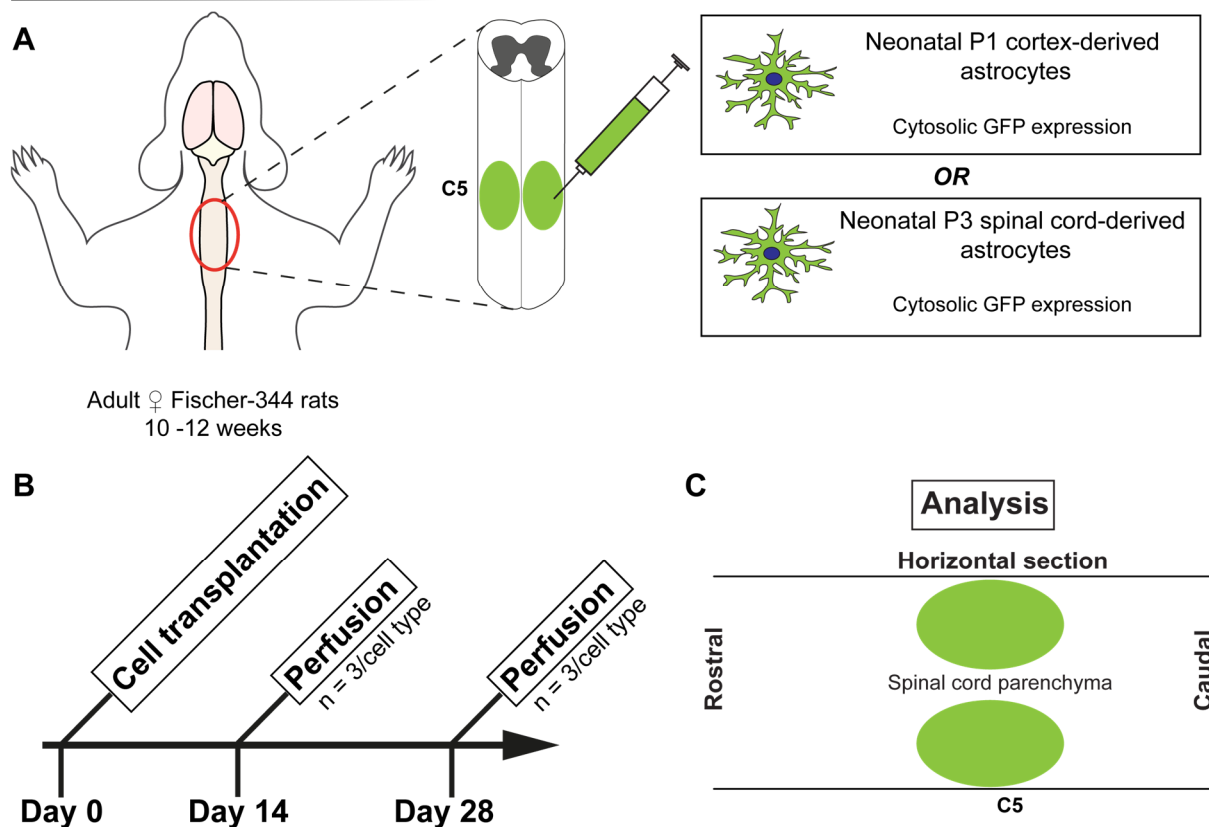 A
C5
Neonatal P1 cortex-derived
astrocytes
Cytosolic GFP expression
OR
Neonatal P3 spinal cord-derived
astrocytes
Cytosolic GFP expression
Adult ♀ Fischer-344 rats
10 -12 weeks
B
Cell transplantation
Perfusion
n = 3/cell type
Perfusion
n = 3/cell type
Day 0
Day 14
Day 28
C
Analysis
Horizontal section
Rostral
Spinal cord parenchyma
Caudal
C5